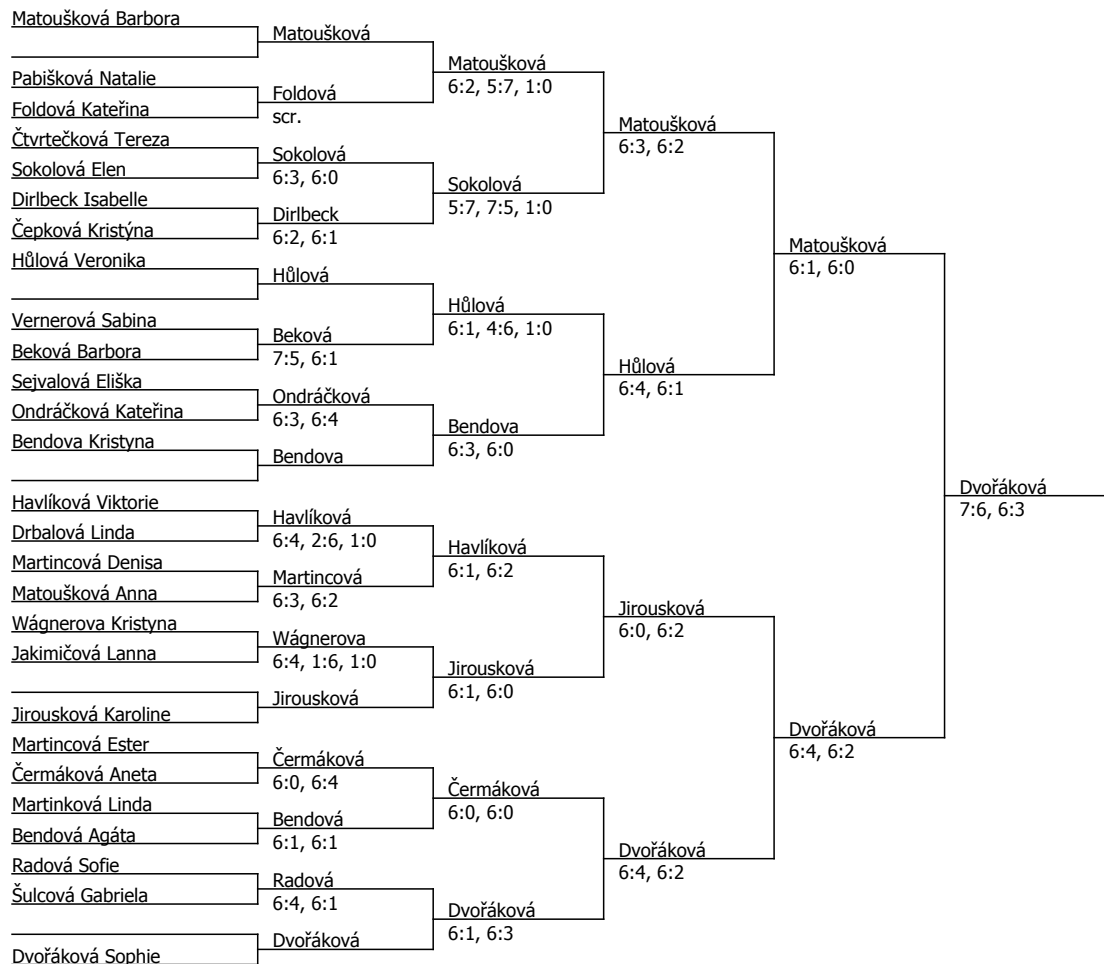 Matoušková Barbora
Matoušková
Matoušková
6:2, 5:7, 1:0
Pabišková Natalie
Foldová
scr.
Foldová Kateřina
Matoušková
6:3, 6:2
Čtvrtečková Tereza
Sokolová
6:3, 6:0
Sokolová Elen
Sokolová
5:7, 7:5, 1:0
Dirlbeck Isabelle
Dirlbeck
6:2, 6:1
Čepková Kristýna
Matoušková
6:1, 6:0
Hůlová Veronika
Hůlová
Hůlová
6:1, 4:6, 1:0
Vernerová Sabina
Beková
7:5, 6:1
Beková Barbora
Hůlová
6:4, 6:1
Sejvalová Eliška
Ondráčková
6:3, 6:4
Ondráčková Kateřina
Bendova
6:3, 6:0
Bendova Kristyna
Bendova
Dvořáková
7:6, 6:3
Havlíková Viktorie
Havlíková
6:4, 2:6, 1:0
Drbalová Linda
Havlíková
6:1, 6:2
Martincová Denisa
Martincová
6:3, 6:2
Matoušková Anna
Jirousková
6:0, 6:2
Wágnerova Kristyna
Wágnerova
6:4, 1:6, 1:0
Jakimičová Lanna
Jirousková
6:1, 6:0
Jirousková
Jirousková Karoline
Dvořáková
6:4, 6:2
Martincová Ester
Čermáková
6:0, 6:4
Čermáková Aneta
Čermáková
6:0, 6:0
Martinková Linda
Bendová
6:1, 6:1
Bendová Agáta
Dvořáková
6:4, 6:2
Radová Sofie
Radová
6:4, 6:1
Šulcová Gabriela
Dvořáková
6:1, 6:3
Dvořáková
Dvořáková Sophie